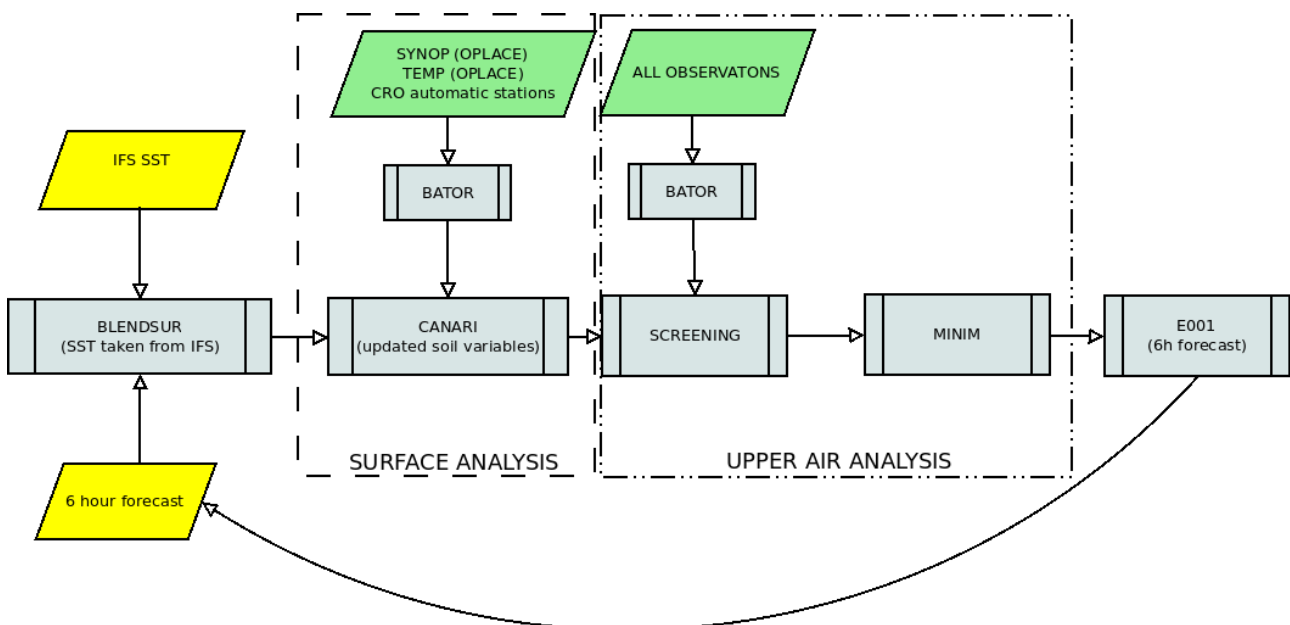 SYNOP (OPLACE)
TEMP (OPLACE)
CRO automatic stations
ALL OBSERVATONS
IFS SST
BATOR
BATOR
BLENDSUR
(SST taken from IFS)
CANARI
(updated soil variables)
SCREENING
MINIM
E001
(6h forecast)
SURFACE ANALYSIS
UPPER AIR ANALYSIS
6 hour forecast